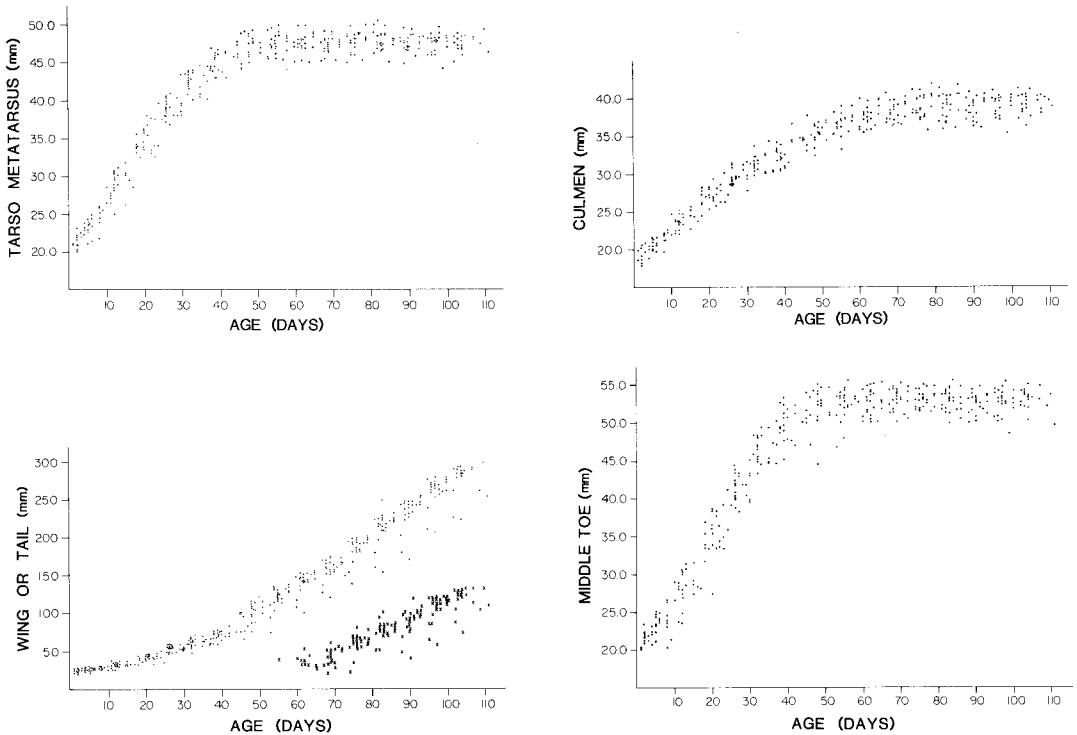 TARSO METATARSUS (mm)
50.0
45.0
40.0
35.0
30.0
25.0
20.0
10 20 30 40 50 60 70 80 90 100 110
AGE (DAYS)
CULMEN (mm)
40.0
35.0
30.0
25.0
20.0
10 20 30 40 50 60 70 80 90 100 110
AGE (DAYS)
WING OR TAIL (mm)
300
250
200
150
100
50
10 20 30 40 50 60 70 80 90 100 110
AGE (DAYS)
MIDDLE TOE (mm)
55.0
50.0
45.0
40.0
35.0
30.0
25.0
20.0
10 20 30 40 50 60 70 80 90 100 110
AGE (DAYS)